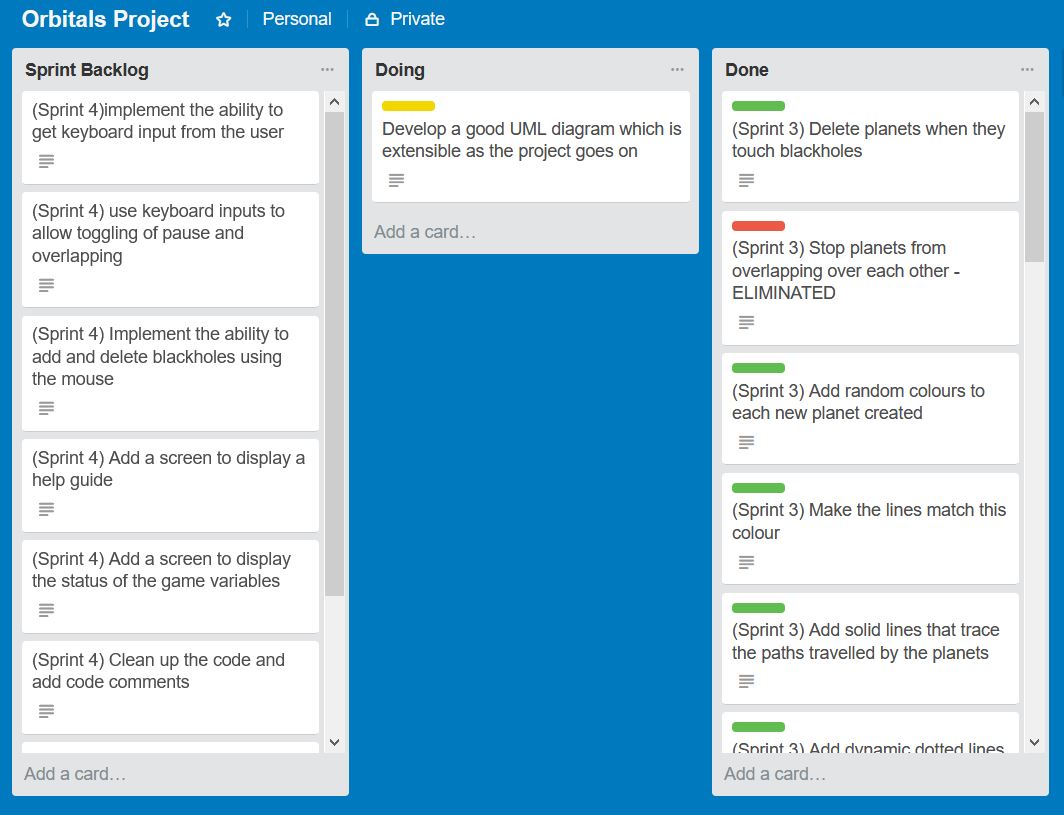 Orbitals Project Personal Private
Sprint Backlog
(Sprint 4)implement the ability to
get keyboard input from the user
(Sprint 4) use keyboard inputs to
allow toggling of pause and
overlapping
(Sprint 4) Implement the ability to
add and delete blackholes using
the mouse
(Sprint 4) Add a screen to display a
help guide
(Sprint 4) Add a screen to display
the status of the game variables
(Sprint 4) Clean up the code and
add code comments
Add a card…
Doing
Develop a good UML diagram which is
extensible as the project goes on
Add a card…
Done
(Sprint 3) Delete planets when they
touch blackholes
(Sprint 3) Stop planets from
overlapping over each other -
ELIMINATED
(Sprint 3) Add random colours to
each new planet created
(Sprint 3) Make the lines match this
colour
(Sprint 3) Add solid lines that trace
the paths travelled by the planets
(Sprint 3) Add dynamic dotted lines
Add a card…